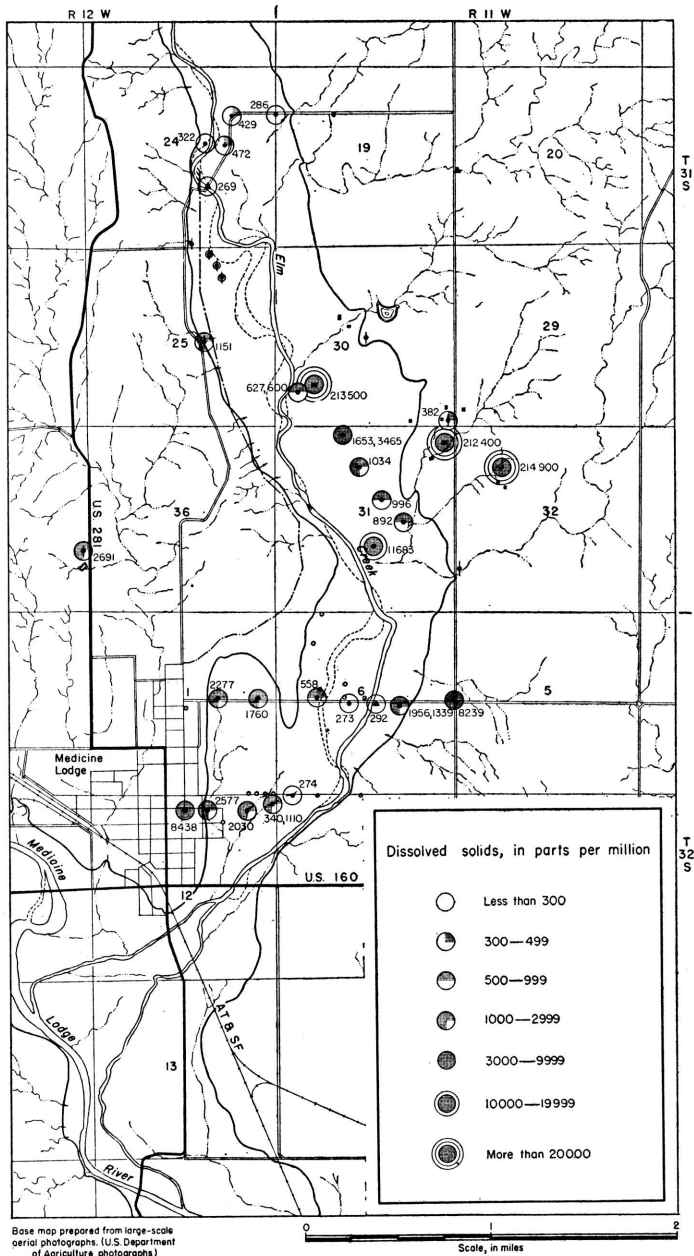 R 12 W
R 11 W
286
429
322
24
472
19
20
T
31
S
269
Elm
29
25
1151
30
627,600
213500
382
1653,3465
212400
1034
214900
996
31
36
892
32
U S 281
11683
2691
Creek
2277
558
6
5
1
1760
273
292
1956,1339
8239
Medicine
Lodge
274
2577
8438
2030
340,1110
Medicine
U.S. 160
12
T
32
S
Lodge
AT & SF
13
River
Dissolved solids, in parts per million
Less than 300
300—499
500—999
1000—2999
3000—9999
10000—19999
More than 20000
Base map prepared from large-scale
aerial photographs. (U.S. Department
of Agriculture photographs)
0 1 2
Scale, in miles